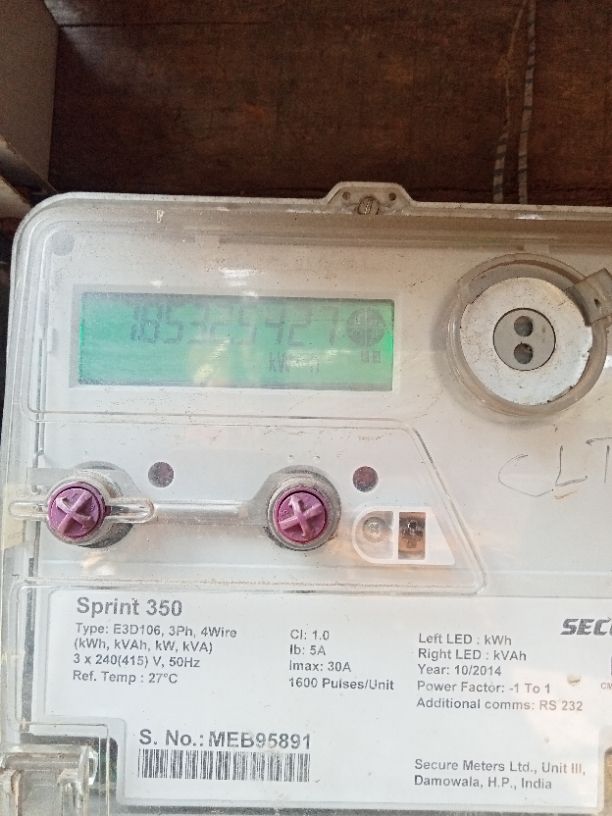 CLT
Sprint 350
Type: E3D106, 3Ph, 4Wire
(kWh, kVAh, kW, kVA)
3 x 240(415) V, 50Hz
Ref. Temp : 27°C
Cl: 1.0
Ib: 5A
Imax: 30A
1600 Pulses/Unit
Left LED : kWh
Right LED : kVAh
Year: 10/2014
Power Factor: -1 To 1
Additional comms: RS 232
SEC
S. No.: MEB95891
Secure Meters Ltd., Unit III,
Damowala, H.P., India